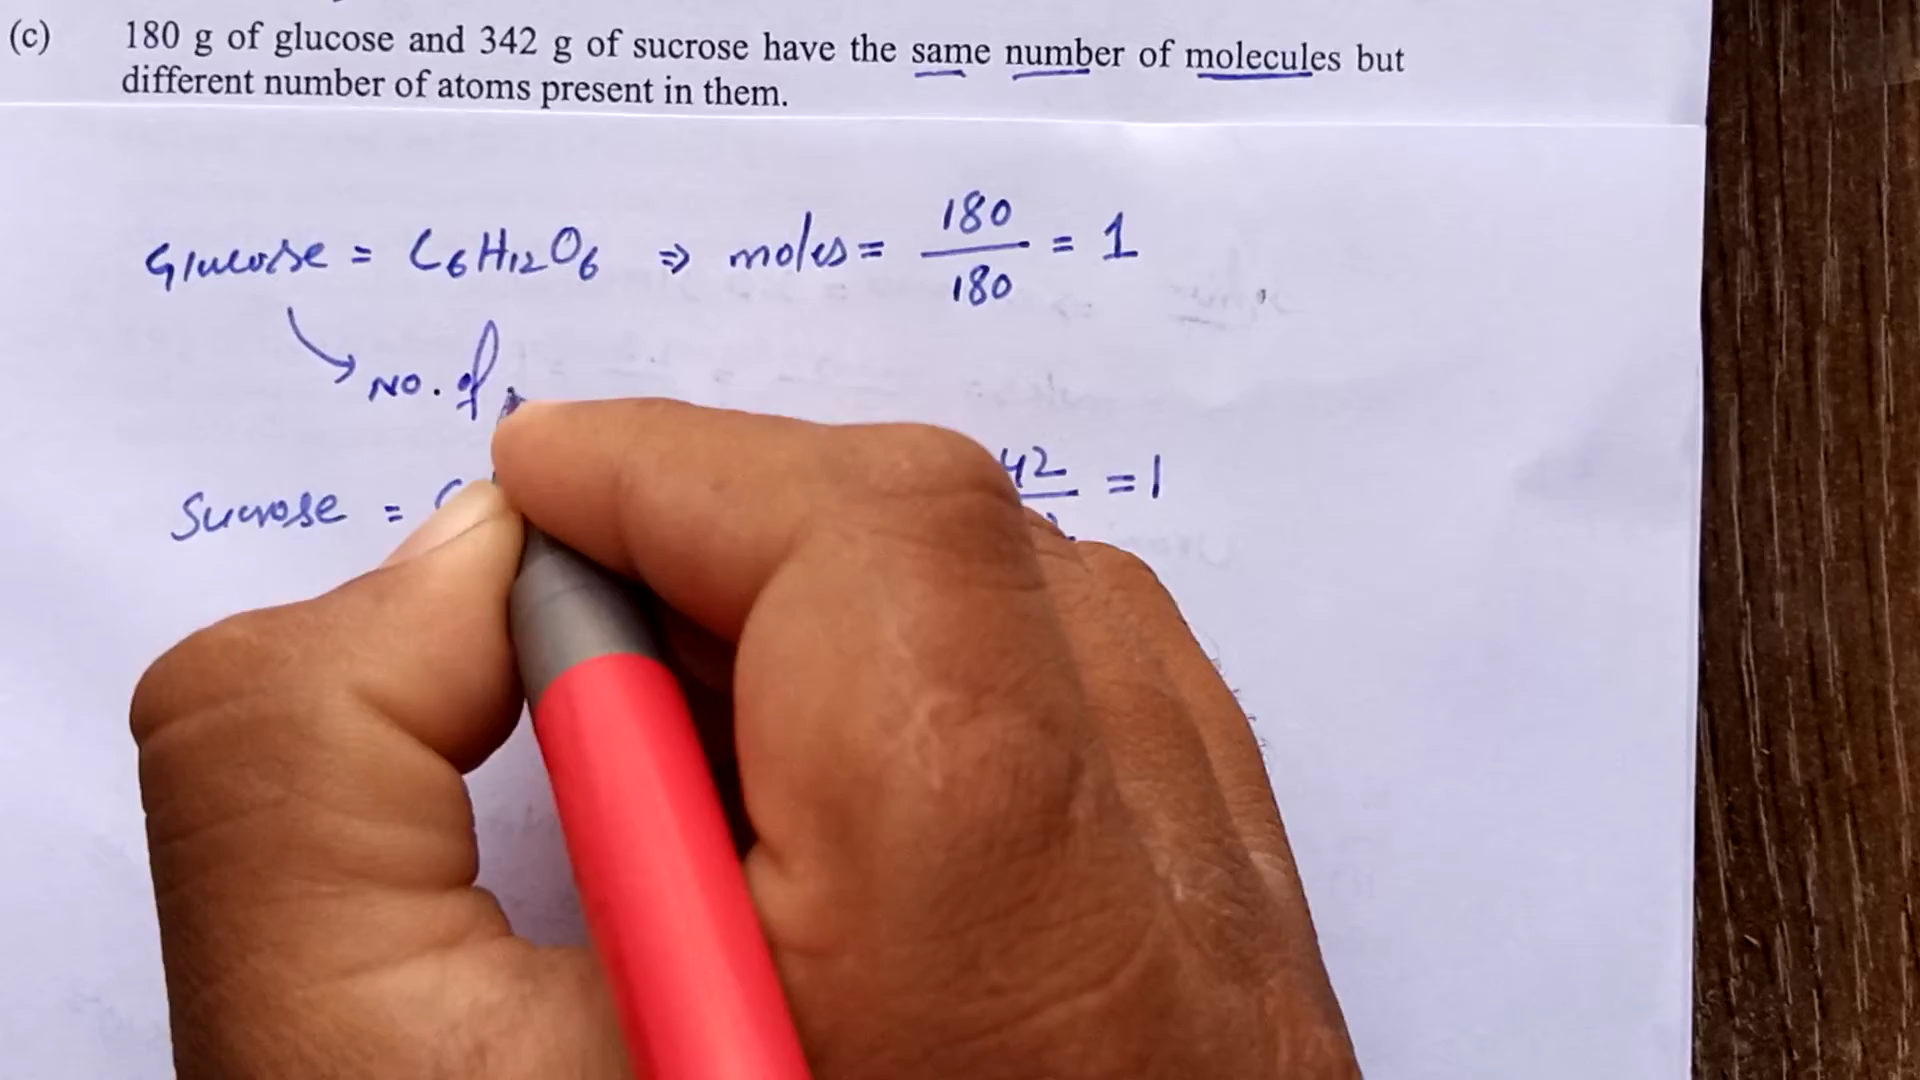 (c) 180 g of glucose and 342 g of sucrose have the same number of molecules but
different number of atoms present in them.
Glucose = C6H12O6 ⇒ moles = 180/180 = 1
↘ NO. of
Sucrose = C 42 = 1